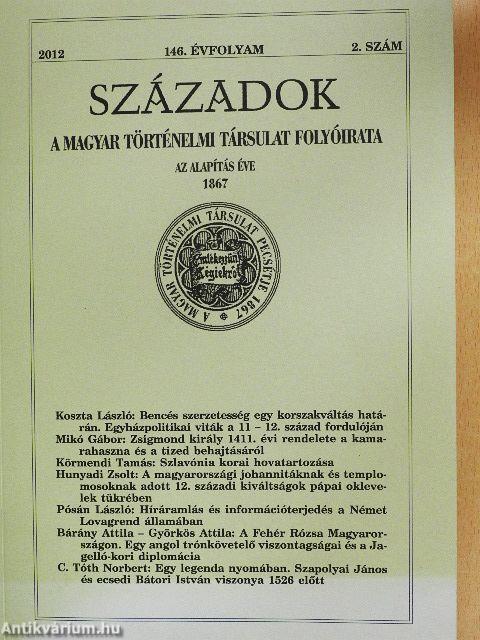 2012 146. ÉVFOLYAM 2. SZÁM
SZÁZADOK
A MAGYAR TÖRTÉNELMI TÁRSULAT FOLYÓIRATA
AZ ALAPÍTÁS ÉVE
1867
A MAGYAR TÖRTÉNELMI TÁRSULAT PECSÉTJE 1867
Emlékezzünk
Régiekről
Koszta László: Bencés szerzetesség egy korszakváltás hatá-
rán. Egyházpolitikai viták a 11 – 12. század fordulóján
Mikó Gábor: Zsigmond király 1411. évi rendelete a kama-
rahaszna és a tized behajtásáról
Körmendi Tamás: Szlavónia korai hovatartozása
Hunyadi Zsolt: A magyarországi johannitáknak és templo-
mosoknak adott 12. századi kiváltságok pápai okleve-
lek tükrében
Pósán László: Híráramlás és információterjedés a Német
Lovagrend államában
Bárány Attila – Györkös Attila: A Fehér Rózsa Magyaror-
szágon. Egy angol trónkövetelő viszontagságai és a Ja-
gelló-kori diplomácia
C. Tóth Norbert: Egy legenda nyomában. Szapolyai János
és ecsedi Bátori István viszonya 1526 előtt
Antikvárium.hu